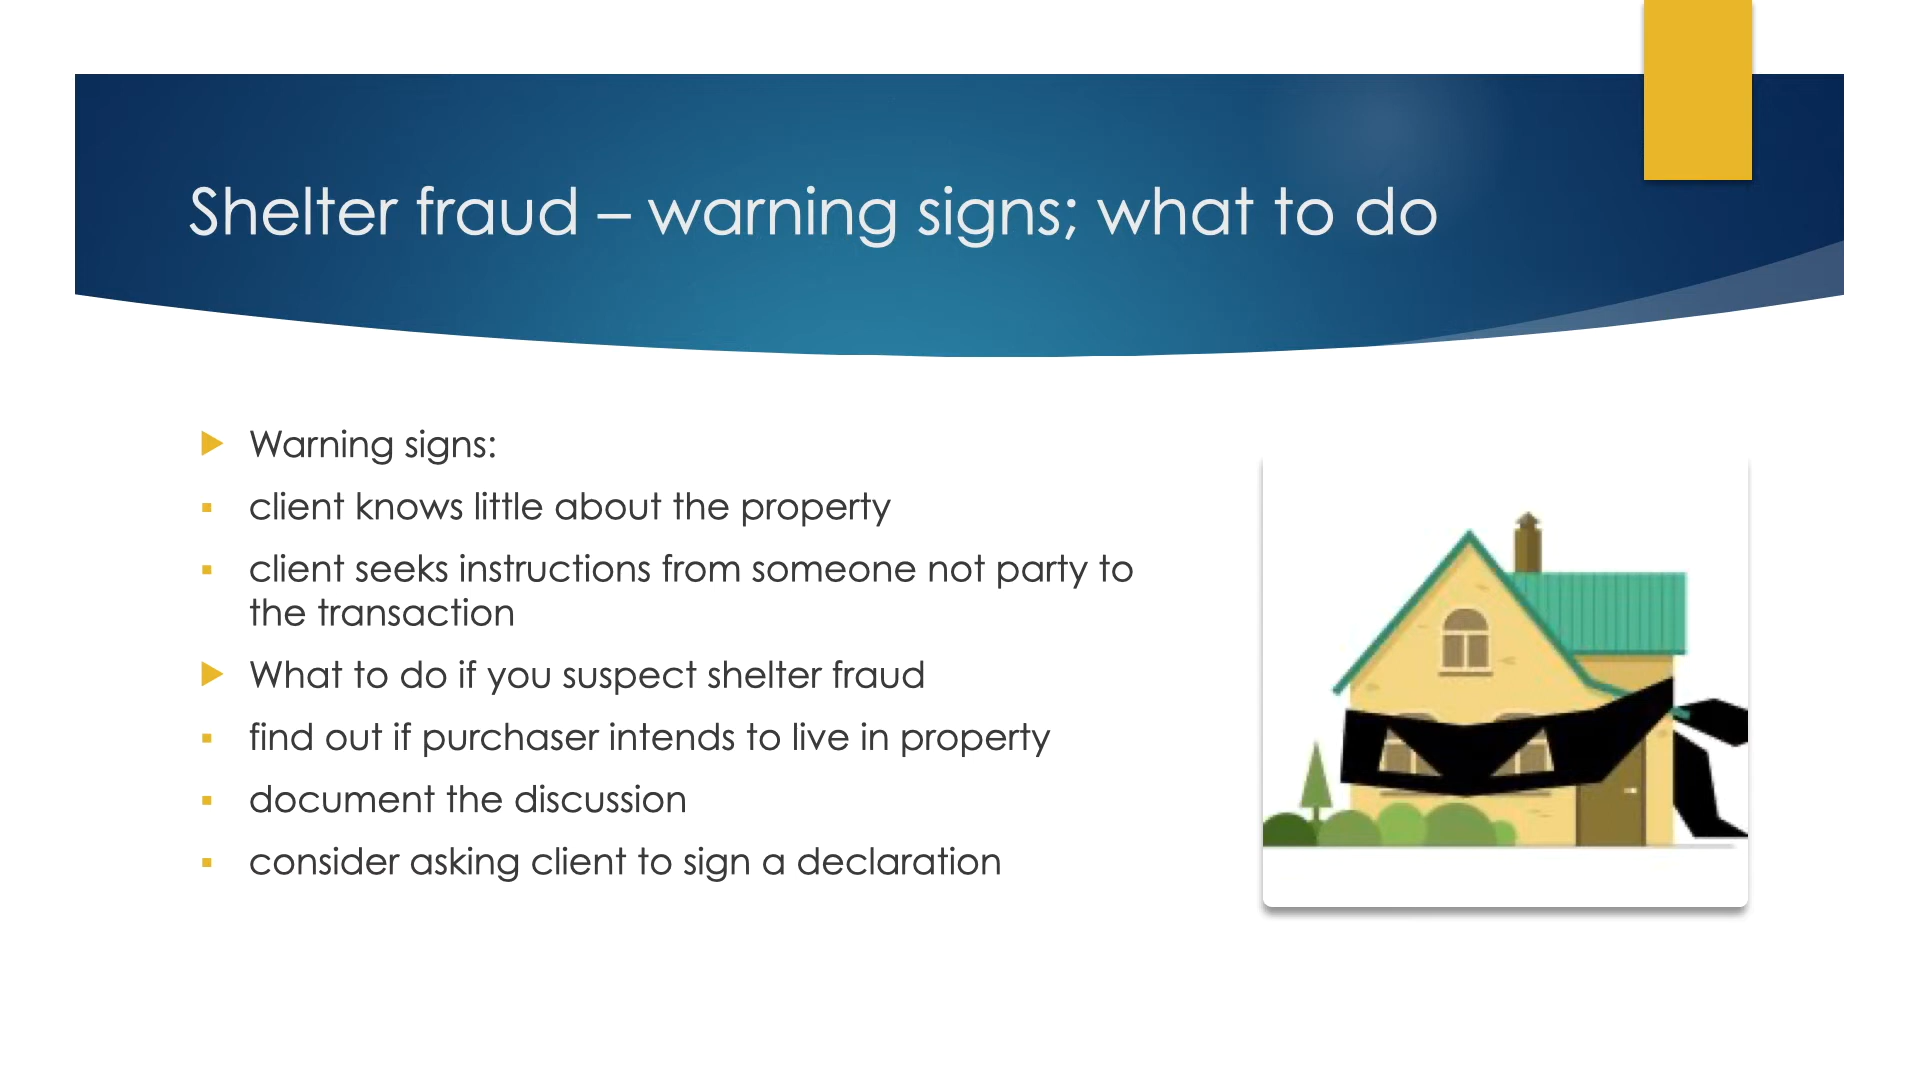 Shelter fraud – warning signs; what to do
Warning signs:
client knows little about the property
client seeks instructions from someone not party to
the transaction
What to do if you suspect shelter fraud
find out if purchaser intends to live in property
document the discussion
consider asking client to sign a declaration